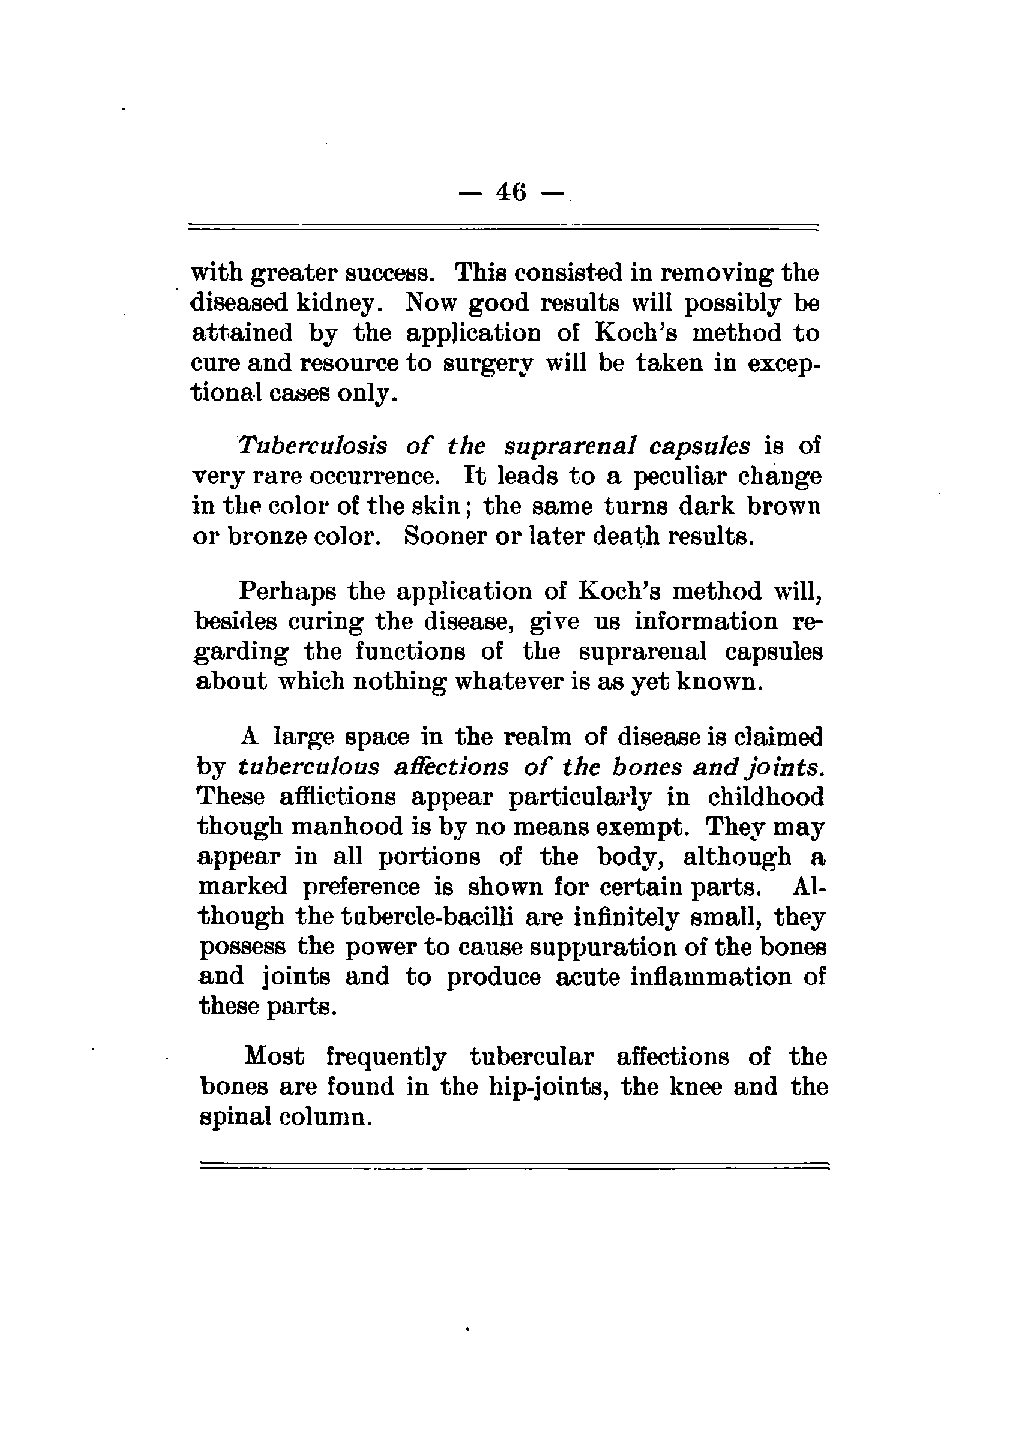 — 46 —
with greater success. This consisted in removing the
diseased kidney. Now good results will possibly be
attained by the application of Koch's method to
cure and resource to surgery will be taken in excep-
tional cases only.
Tuberculosis of the suprarenal capsules is of
very rare occurrence. It leads to a peculiar change
in the color of the skin; the same turns dark brown
or bronze color. Sooner or later death results.
Perhaps the application of Koch's method will,
besides curing the disease, give us information re-
garding the functions of the suprarenal capsules
about which nothing whatever is as yet known.
A large space in the realm of disease is claimed
by tuberculous affections of the bones and joints.
These afflictions appear particularly in childhood
though manhood is by no means exempt. They may
appear in all portions of the body, although a
marked preference is shown for certain parts. Al-
though the tubercle-bacilli are infinitely small, they
possess the power to cause suppuration of the bones
and joints and to produce acute inflammation of
these parts.
Most frequently tubercular affections of the
bones are found in the hip-joints, the knee and the
spinal column.